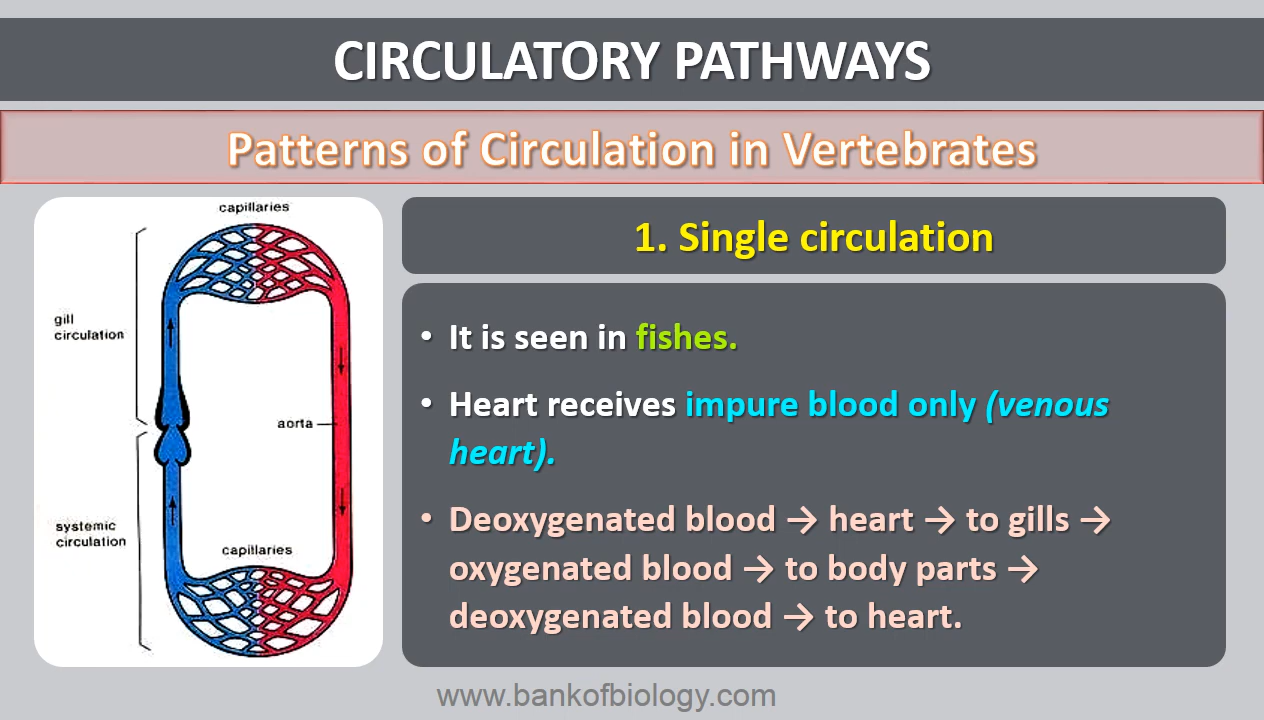 CIRCULATORY PATHWAYS
Patterns of Circulation in Vertebrates
capillaries
gill
circulation
aorta
systemic
circulation
capillaries
1. Single circulation
• It is seen in fishes.
• Heart receives impure blood only (venous
heart).
• Deoxygenated blood → heart → to gills →
oxygenated blood → to body parts →
deoxygenated blood → to heart.
www.bankofbiology.com